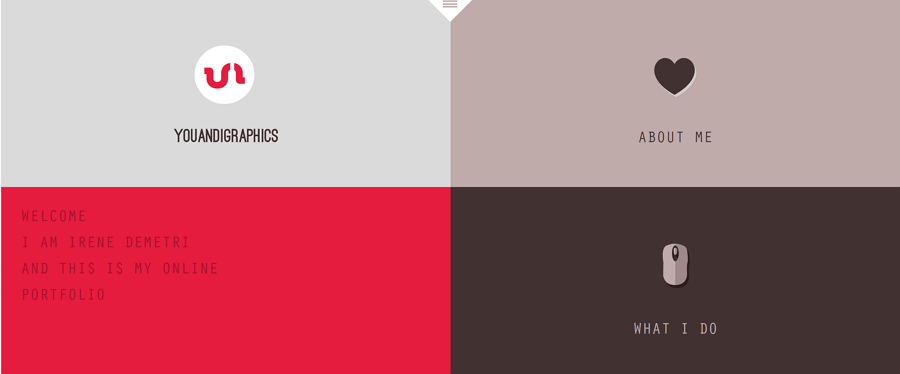 YOUANDIGRAPHICS
ABOUT ME
WELCOME
I AM IRENE DEMETRI
AND THIS IS MY ONLINE
PORTFOLIO
WHAT I DO